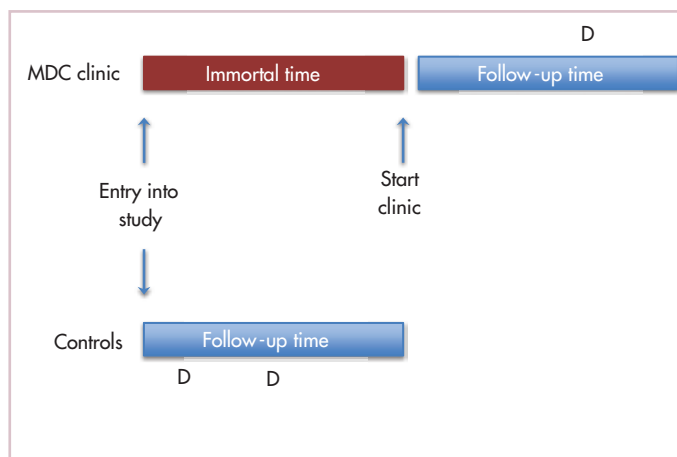 D
MDC clinic Immortal time Follow-up time
Entry into
study
Start
clinic
Controls Follow-up time
D D